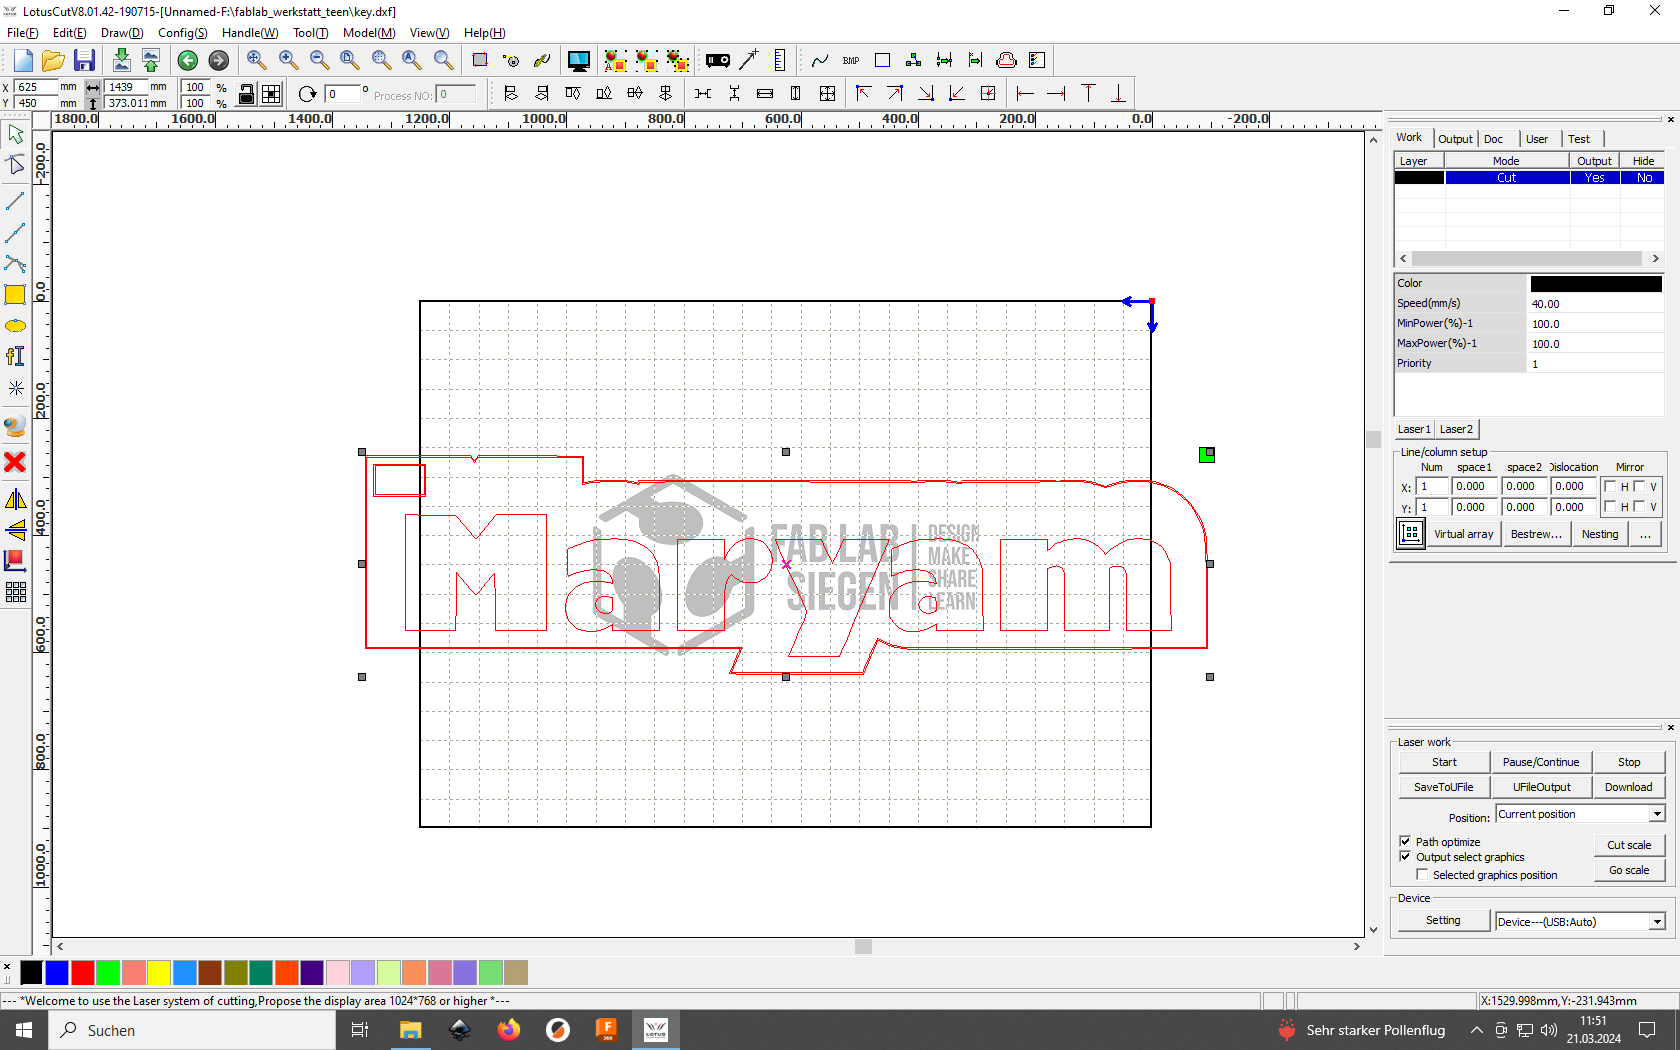 LotusCutV8.01.42-190715-[Unnamed-F:\fablab_werkstatt_teen\key.dxf]
File(F) Edit(E) Draw(D) Config(S) Handle(W) Tool(T) Model(M) View(V) Help(H)
BMP
X 625 mm 1439 mm 100 %
Y 450 mm 373.011 mm 100 %
0 ° Process NO: 0
1800.0 1600.0 1400.0 1200.0 1000.0 800.0 600.0 400.0 200.0 0.0 -200.0
-200.0
0.0
200.0
400.0
600.0
800.0
1000.0
Maryam
FAB LAB
SIEGEN
DESIGN
MAKE
SHARE
LEARN
Work Output Doc User Test
Layer Mode Output Hide
Cut Yes No
Color
Speed(mm/s) 40.00
MinPower(%)-1 100.0
MaxPower(%)-1 100.0
Priority 1
Laser1 Laser2
Line/column setup
Num space1 space2 Dislocation Mirror
X: 1 0.000 0.000 0.000 H V
Y: 1 0.000 0.000 0.000 H V
Virtual array Bestrew... Nesting ...
Laser work
Start Pause/Continue Stop
SaveToUFile UFileOutput Download
Position: Current position
Path optimize
Output select graphics
Selected graphics position
Cut scale
Go scale
Device
Setting Device---(USB:Auto)
--- *Welcome to use the Laser system of cutting,Propose the display area 1024*768 or higher *---
X:1529.998mm,Y:-231.943mm
Suchen
Sehr starker Pollenflug
11:51
21.03.2024